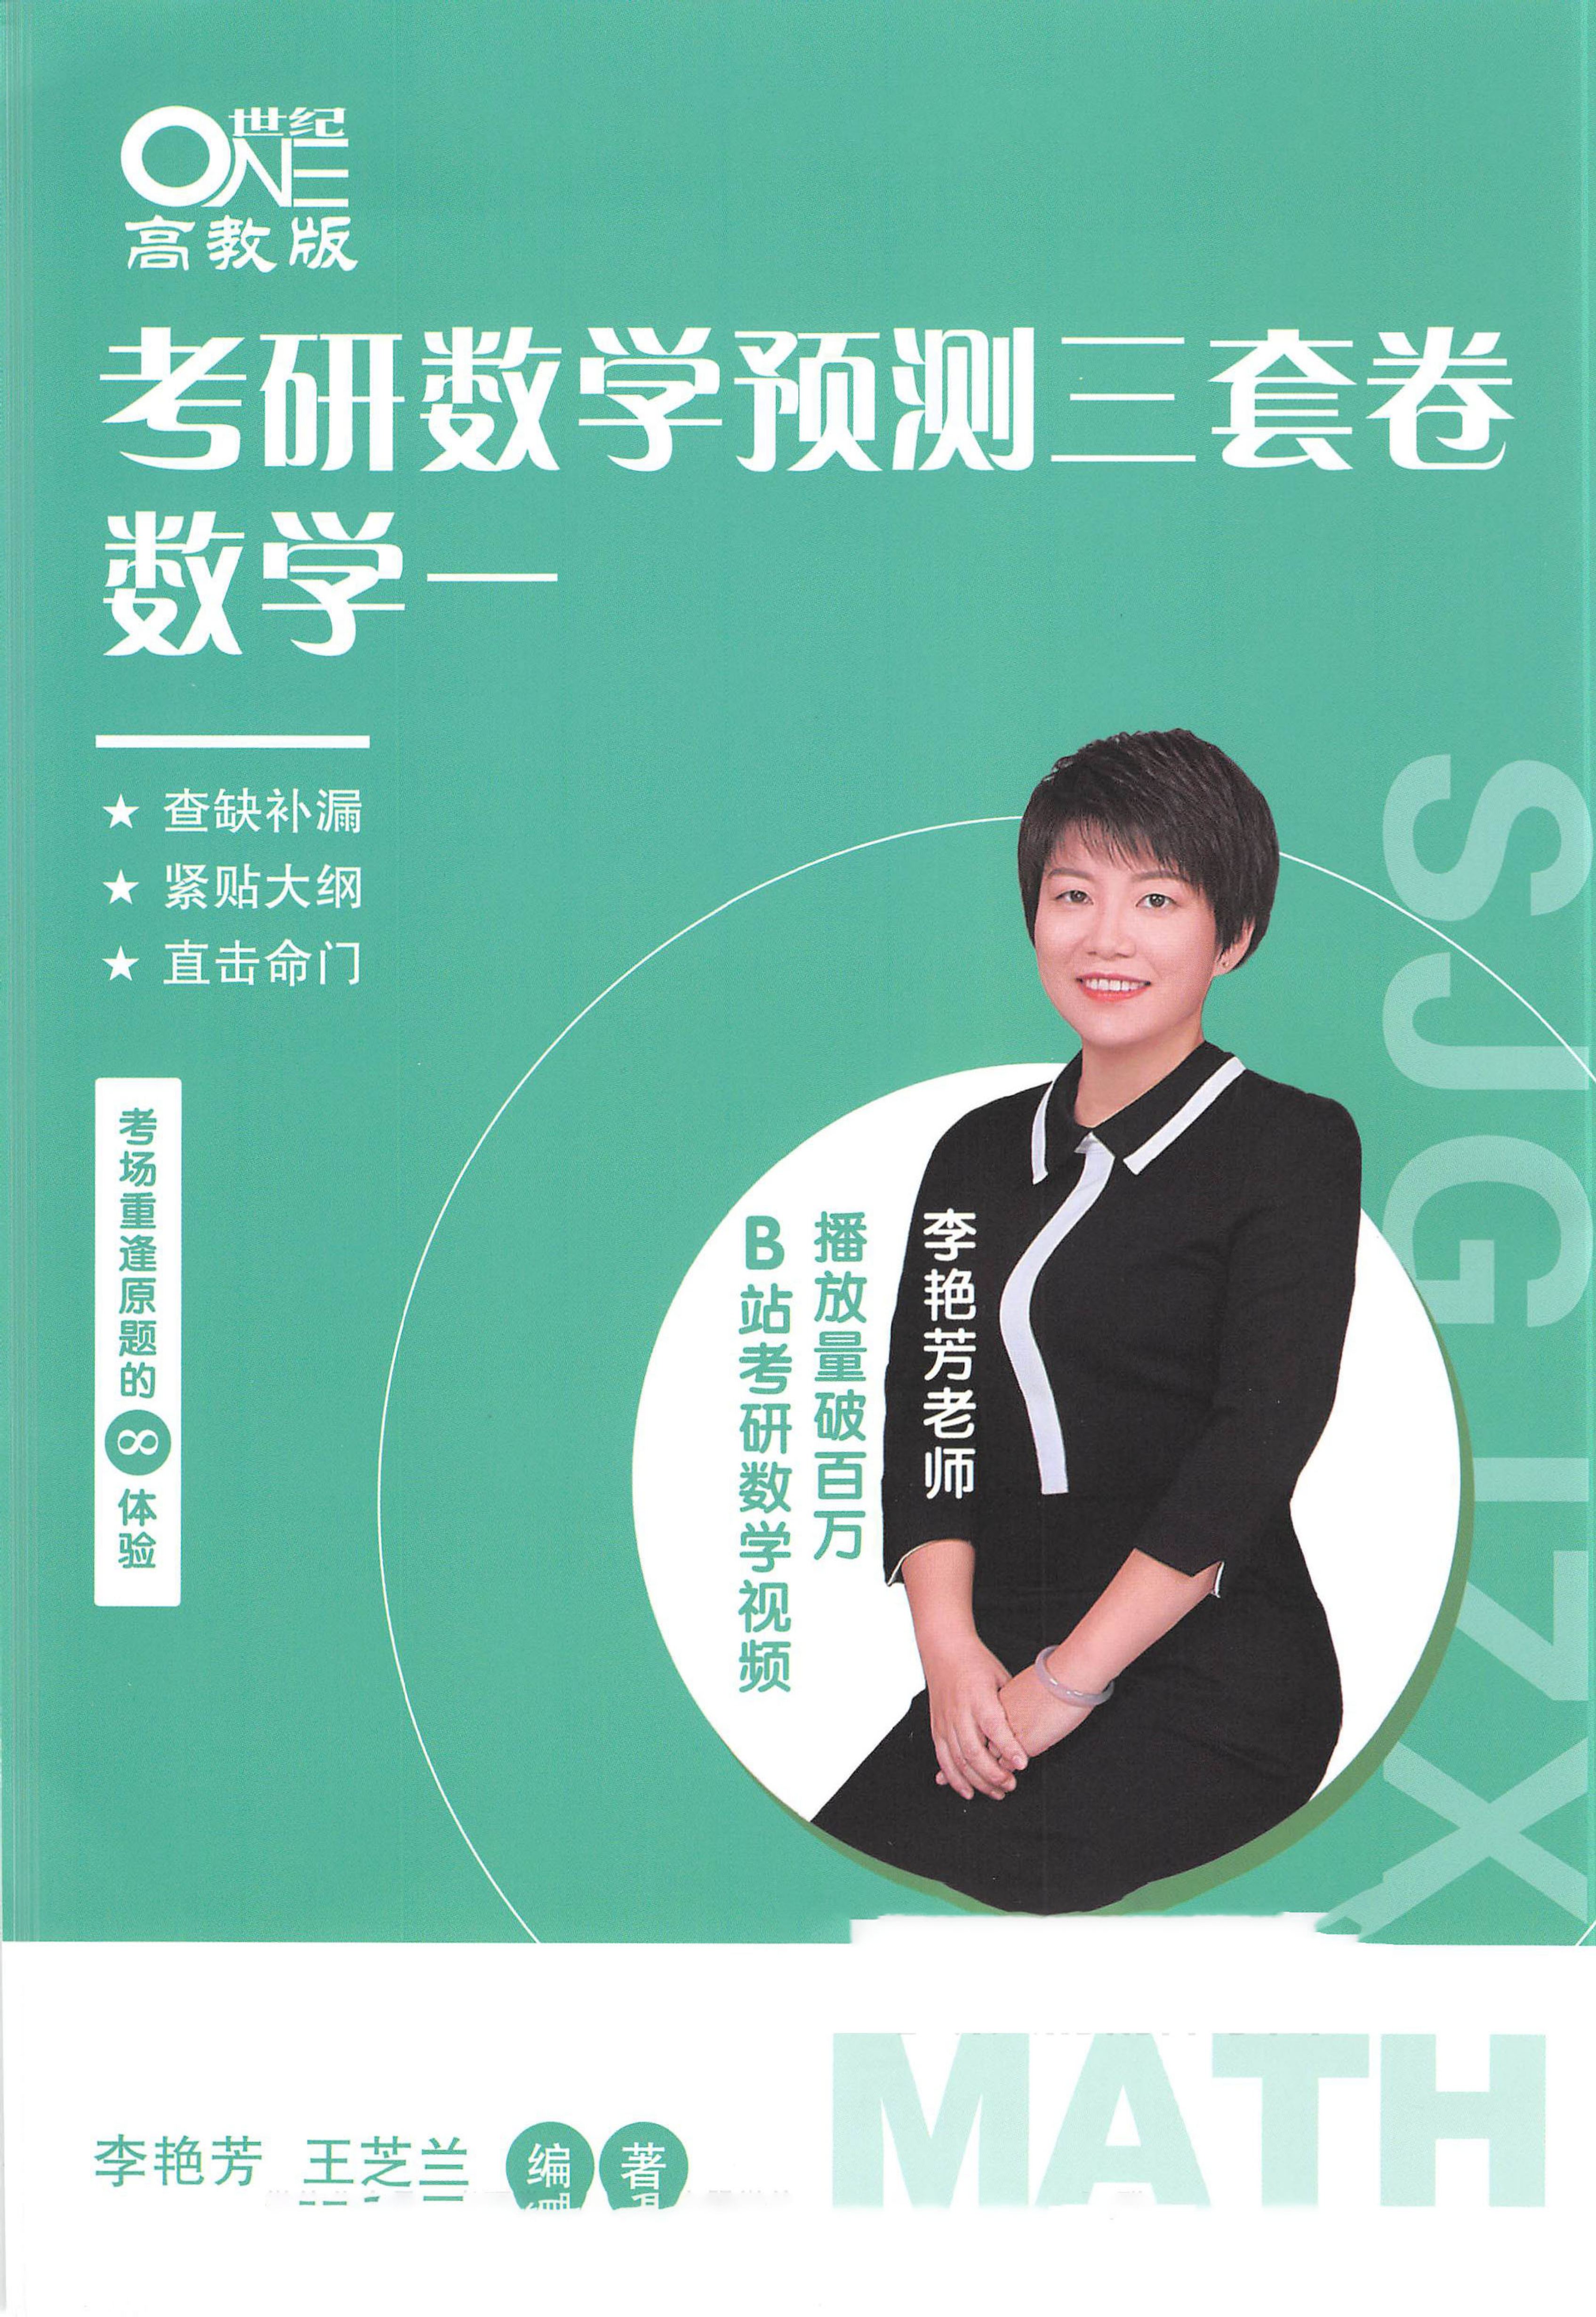 世纪
ONE
高教版
考研数学预测三套卷
数学一
★ 查缺补漏
★ 紧贴大纲
★ 直击命门
考场重逢原题的8体验
李艳芳老师
播放量破百万
B站考研数学视频
SJGTZX
MATH
李艳芳 王芝兰 编著